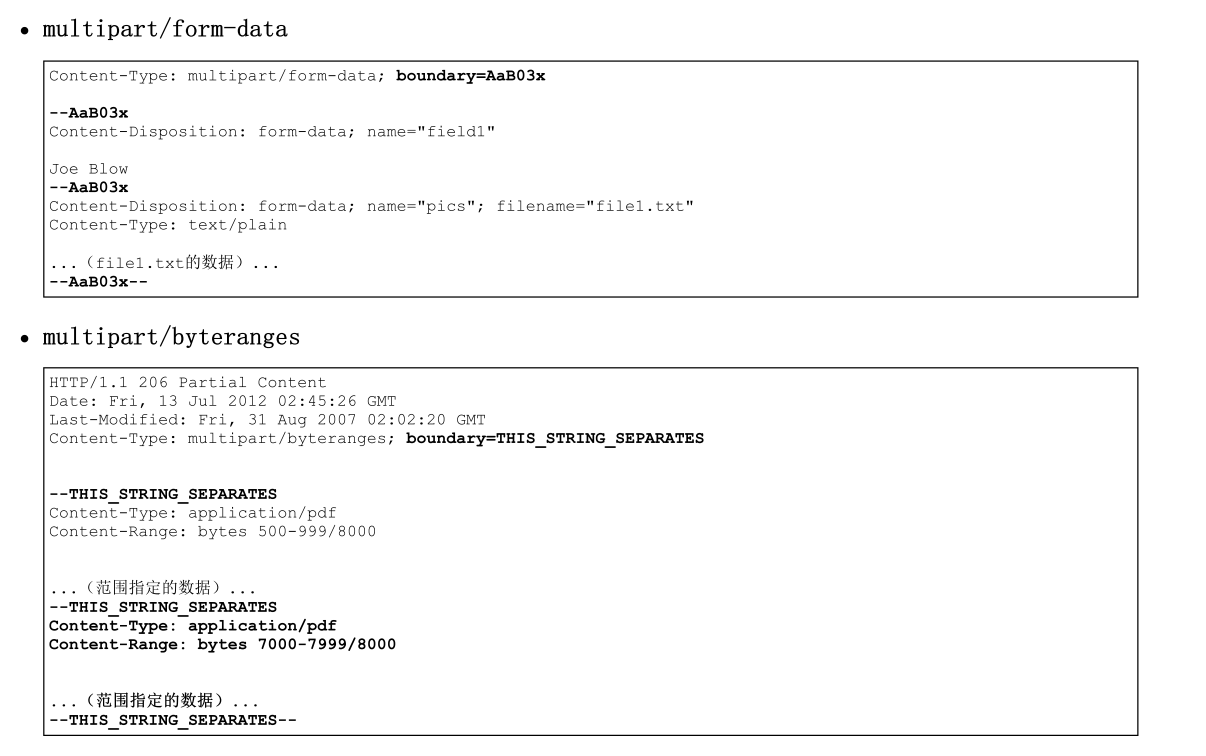 • multipart/form-data
Content-Type: multipart/form-data; boundary=AaB03x
--AaB03x
Content-Disposition: form-data; name="field1"
Joe Blow
--AaB03x
Content-Disposition: form-data; name="pics"; filename="file1.txt"
Content-Type: text/plain
...（file1.txt的数据）...
--AaB03x--
• multipart/byteranges
HTTP/1.1 206 Partial Content
Date: Fri, 13 Jul 2012 02:45:26 GMT
Last-Modified: Fri, 31 Aug 2007 02:02:20 GMT
Content-Type: multipart/byteranges; boundary=THIS_STRING_SEPARATES
--THIS_STRING_SEPARATES
Content-Type: application/pdf
Content-Range: bytes 500-999/8000
...（范围指定的数据）...
--THIS_STRING_SEPARATES
Content-Type: application/pdf
Content-Range: bytes 7000-7999/8000
...（范围指定的数据）...
--THIS_STRING_SEPARATES--